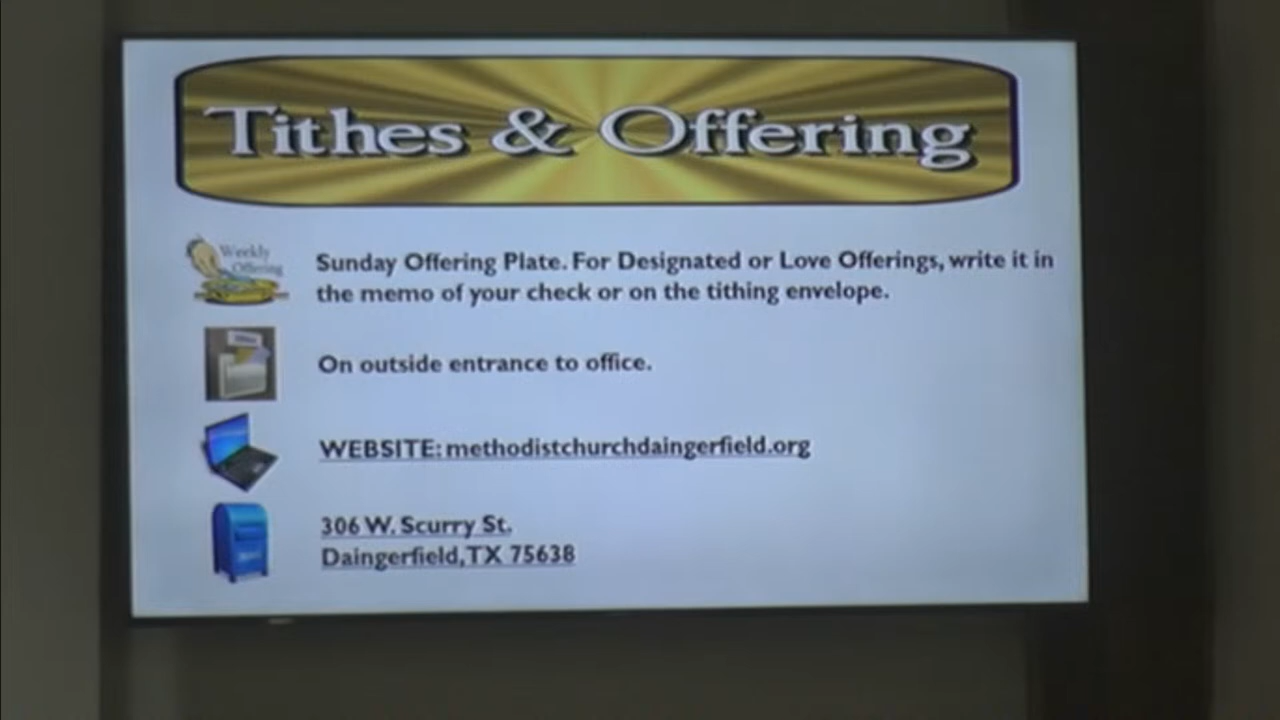 Tithes & Offering
Weekly
Offering
Sunday Offering Plate. For Designated or Love Offerings, write it in
the memo of your check or on the tithing envelope.
On outside entrance to office.
WEBSITE: methodistchurchdaingerfield.org
306 W. Scurry St.
Daingerfield, TX 75638